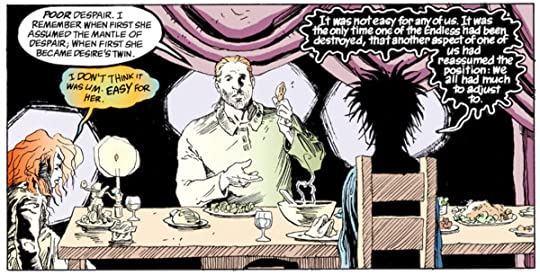 POOR DESPAIR. I
REMEMBER WHEN FIRST SHE
ASSUMED THE MANTLE OF
DESPAIR; WHEN FIRST SHE
BECAME DESIRE'S TWIN.
I DON'T THINK IT
WAS UM. EASY FOR
HER.
It was not easy for any of us. It was
the only time one of the Endless had been
destroyed, that another aspect of one of
us had
reassumed the
position: We
all had much
to adjust
to.